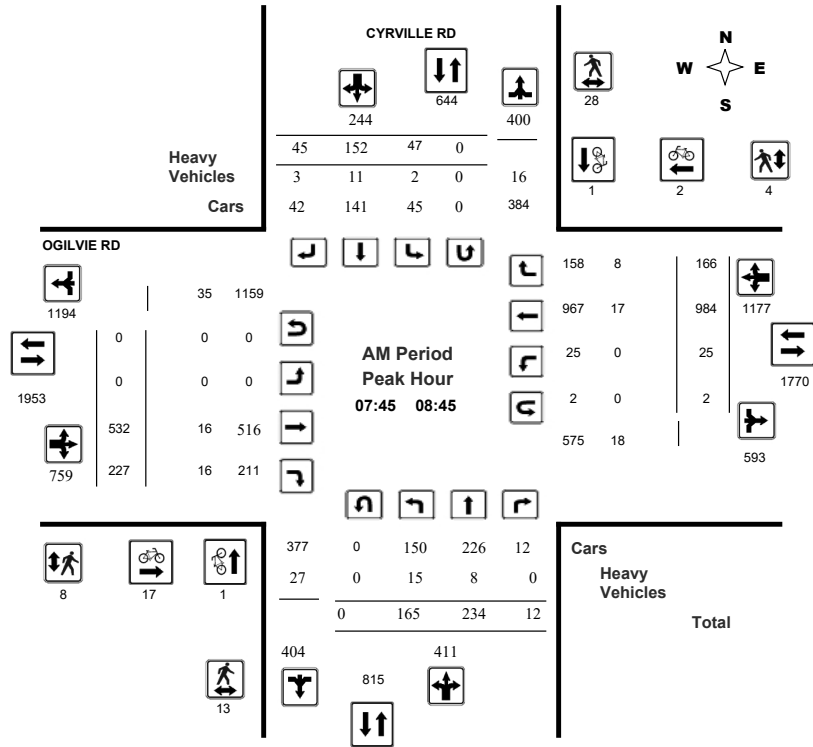 CYRVILLE RD
N
W E
S
644
28
244 400
45 152 47 0
Heavy
Vehicles
3 11 2 0 16
1 2 4
Cars 42 141 45 0 384
OGILVIE RD
158 8 166
35 1159
1194
967 17 984 1177
0 0 0
AM Period
Peak Hour
25 0 25
0 0 0
1953
1770
07:45 08:45
2 0 2
532 16 516
575 18
593
759
227 16 211
377 0 150 226 12 Cars
27 0 15 8 0 Heavy
Vehicles
8 17 1
0 165 234 12 Total
404 411
815
13